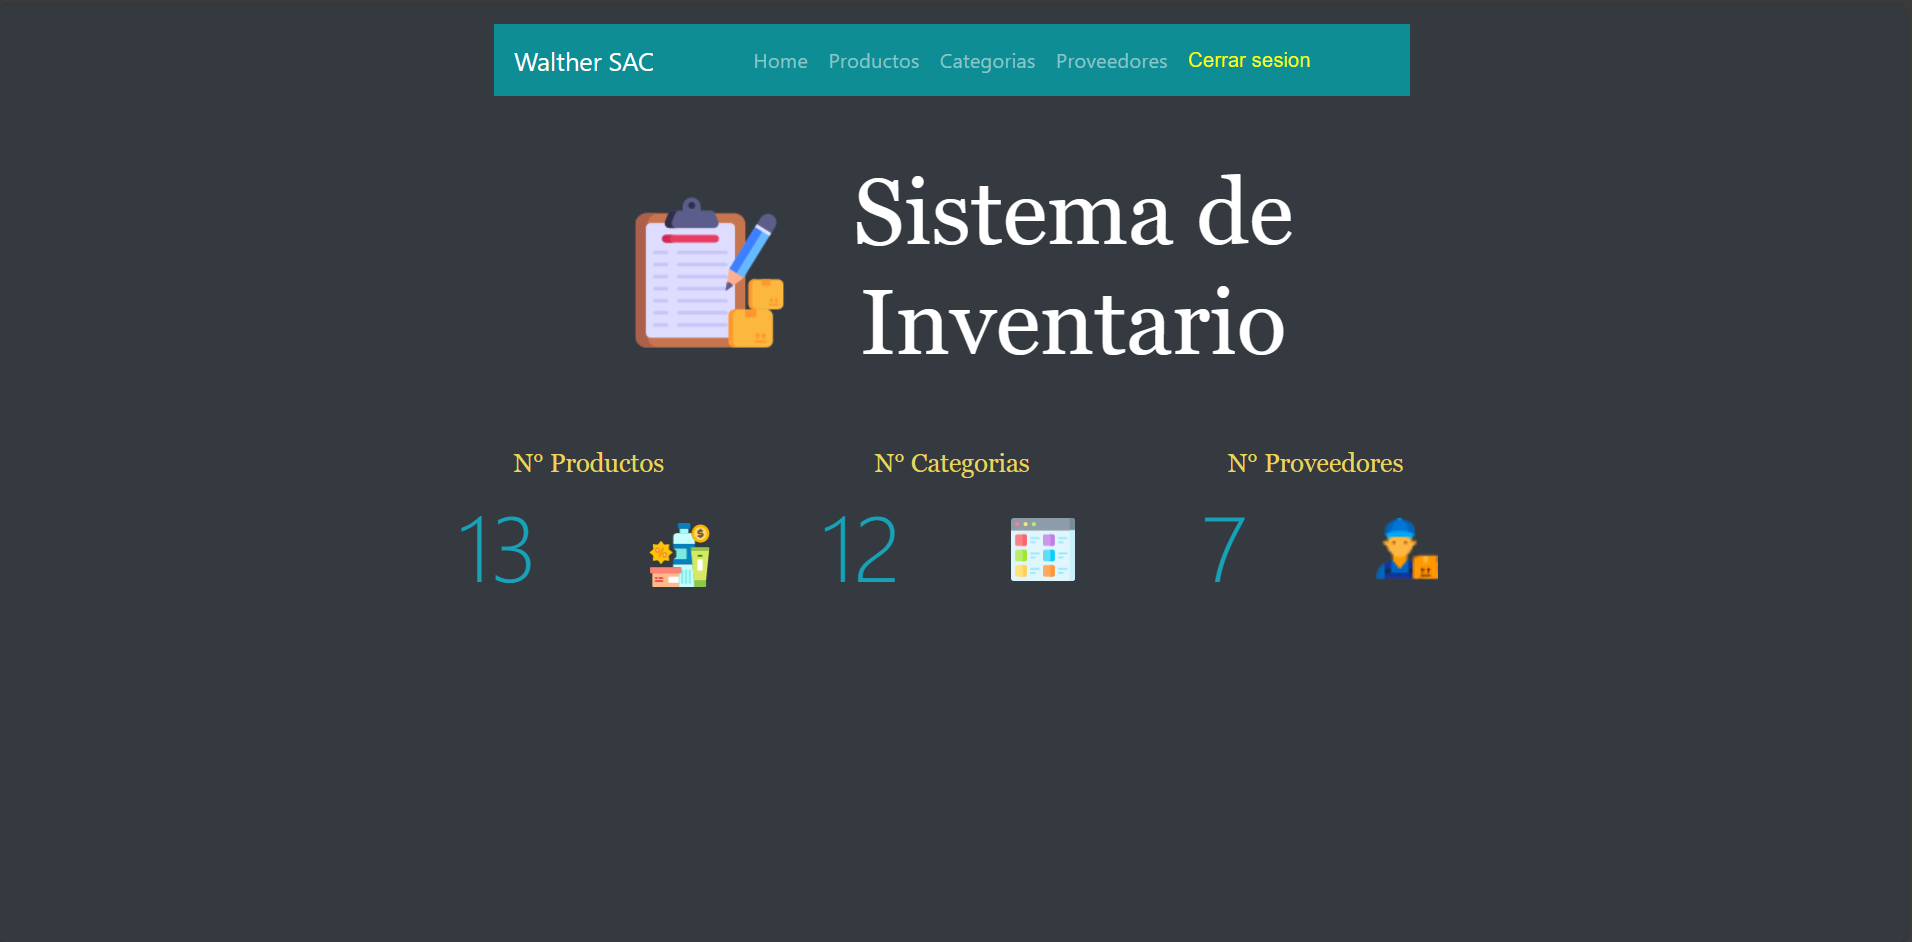 Walther SAC
Home Productos Categorias Proveedores Cerrar sesion
Sistema de
Inventario
N° Productos
N° Categorias
N° Proveedores
13
12
7